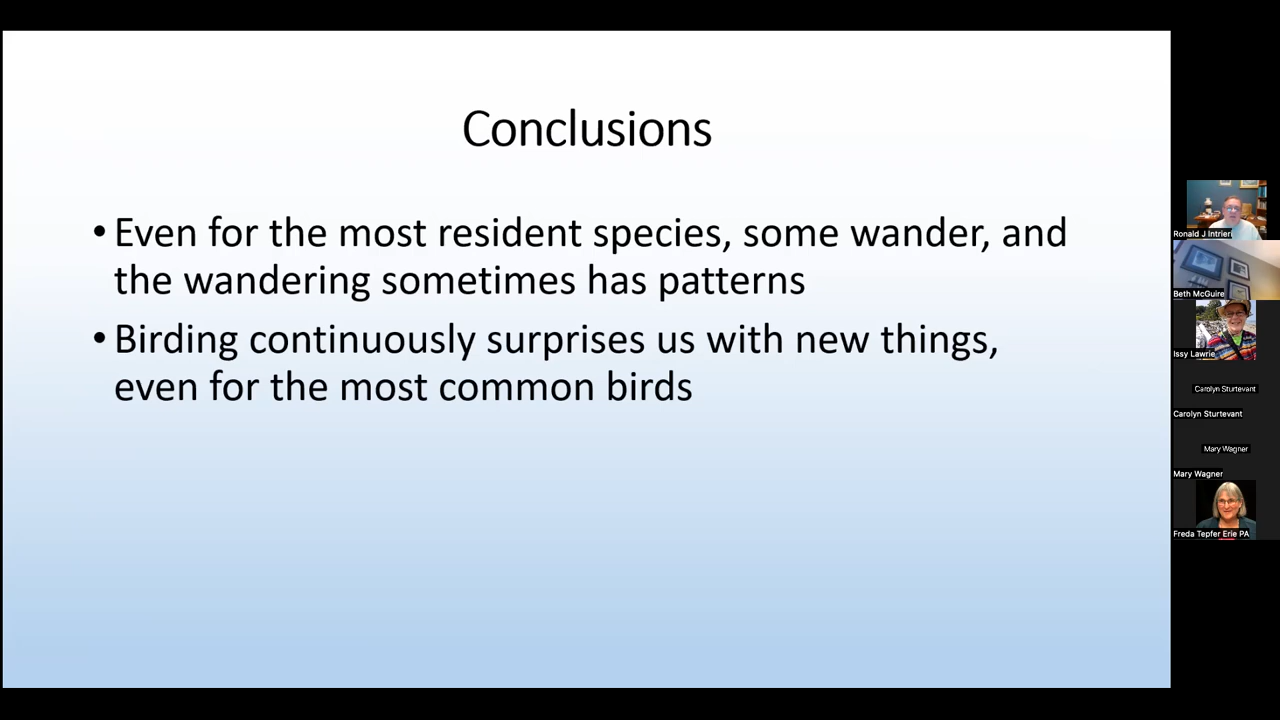 Conclusions
• Even for the most resident species, some wander, and
the wandering sometimes has patterns
• Birding continuously surprises us with new things,
even for the most common birds
Ronald J Intrieri
Beth McGuire
Issy Lawrie
Carolyn Sturtevant
Carolyn Sturtevant
Mary Wagner
Mary Wagner
Freda Tepfer Erie PA